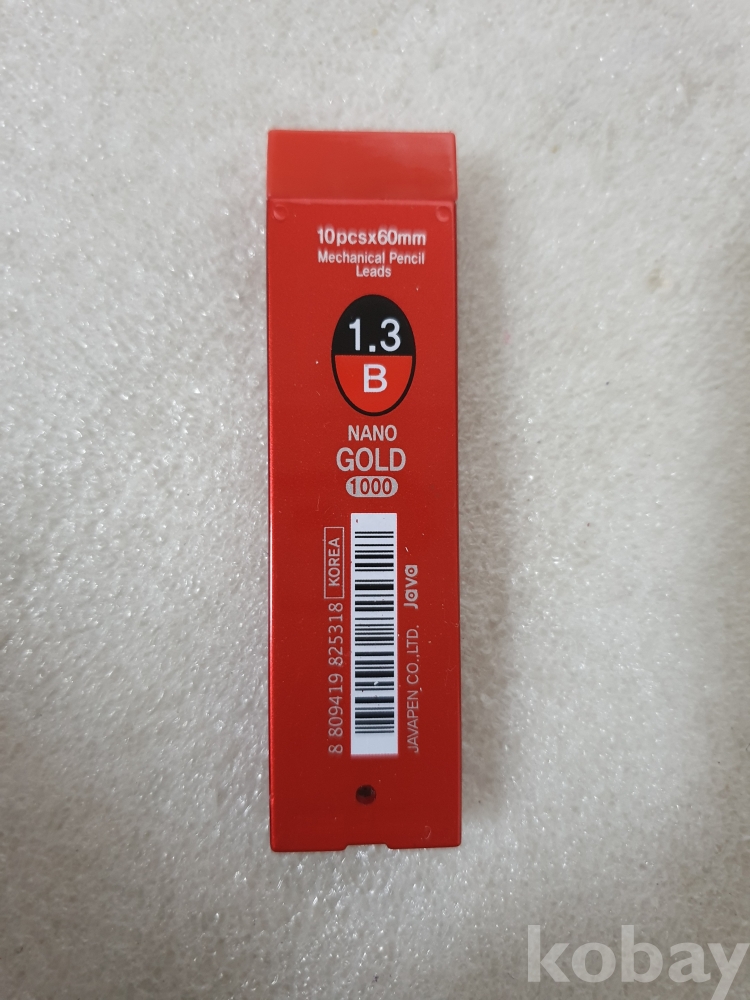 10pcsx60mm
Mechanical Pencil
Leads
1.3
B
NANO
GOLD
1000
8 809419 825318 KOREA
JAVAPEN CO.,LTD. Java
kobay